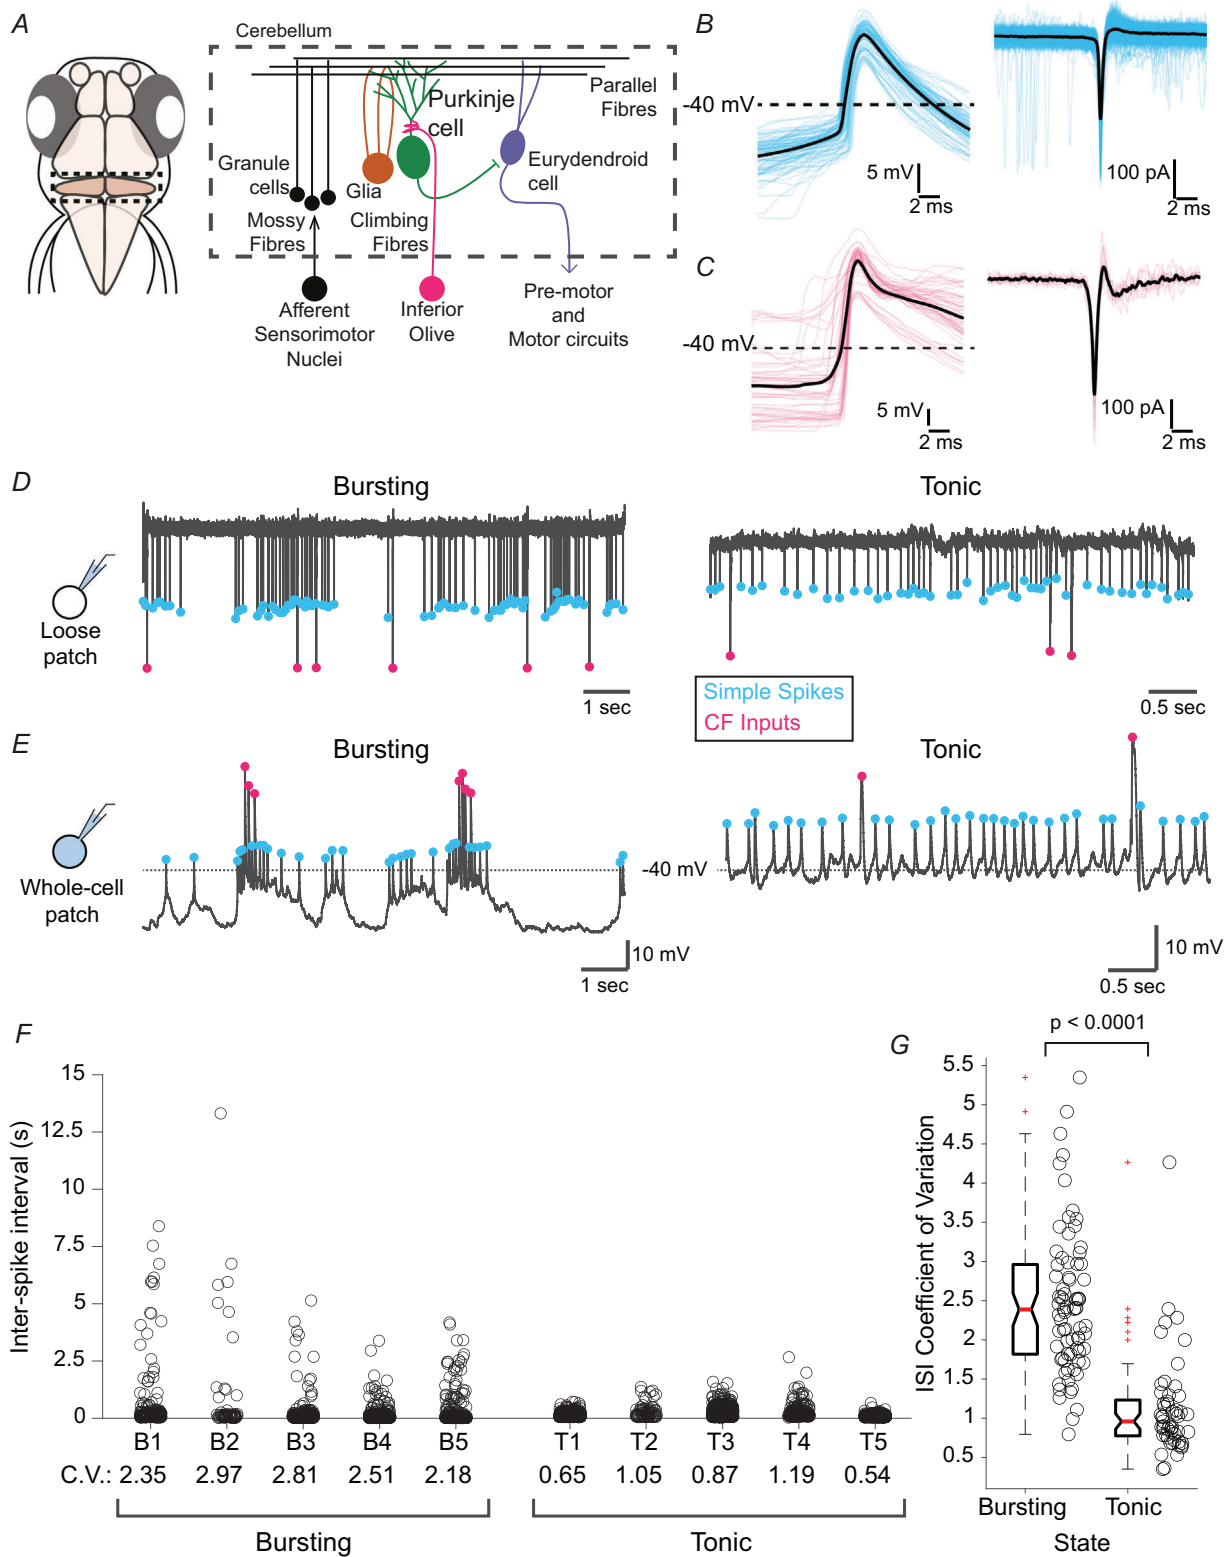 A
Cerebellum
Parallel
Fibres
Purkinje
cell
Granule
cells
Glia
Eurydendroid
cell
Mossy
Fibres
Climbing
Fibres
Afferent
Sensorimotor
Nuclei
Inferior
Olive
Pre-motor
and
Motor circuits
B
-40 mV
5 mV
2 ms
100 pA
2 ms
C
-40 mV
5 mV
2 ms
100 pA
2 ms
D
Bursting
Tonic
Loose
patch
1 sec
0.5 sec
Simple Spikes
CF Inputs
E
Bursting
Tonic
Whole-cell
patch
-40 mV
10 mV
1 sec
10 mV
0.5 sec
F
Inter-spike interval (s)
15
12.5
10
7.5
5
2.5
0
B1 B2 B3 B4 B5 T1 T2 T3 T4 T5
C.V.: 2.35 2.97 2.81 2.51 2.18 0.65 1.05 0.87 1.19 0.54
Bursting Tonic
G
p < 0.0001
ISI Coefficient of Variation
5.5
5
4.5
4
3.5
3
2.5
2
1.5
1
0.5
Bursting Tonic
State